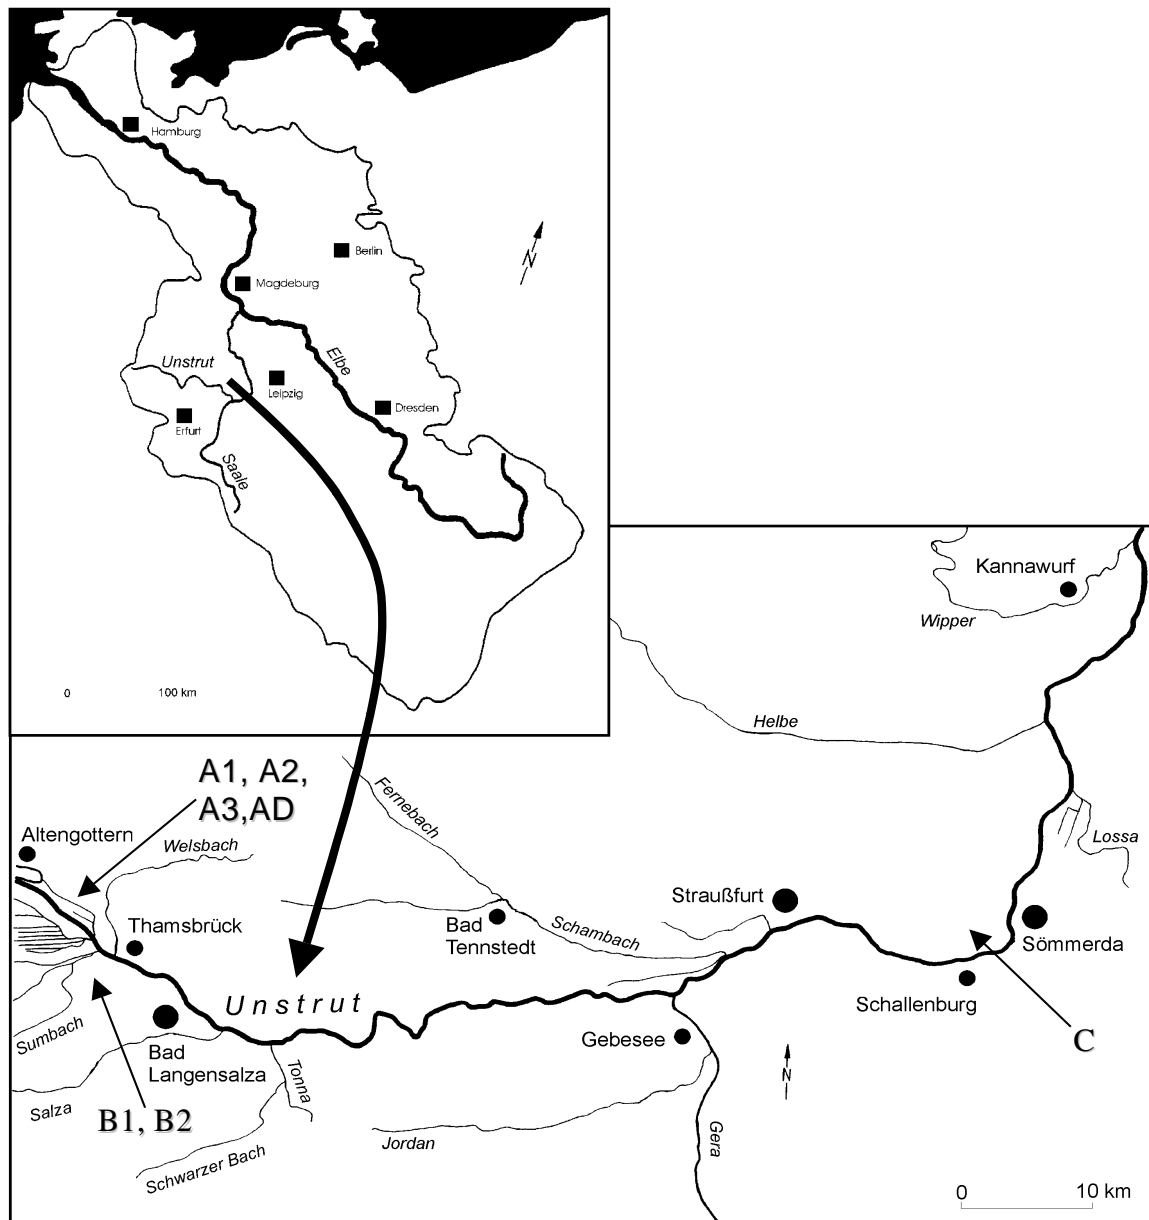 Hamburg
N
Berlin
Magdeburg
Unstrut
Elbe
Leipzig
Dresden
Erfurt
Saale
0 100 km
Kannawurf
Wipper
Helbe
A1, A2,
A3,AD
Fernebach
Altengottern
Welsbach
Lossa
Straußfurt
Thamsbrück
Bad
Tennstedt
Schambach
Sömmerda
Unstrut
Schallenburg
Sumbach
Gebesee
C
Bad
Langensalza
Tonna
N
Salza
B1, B2
Jordan
Gera
Schwarzer Bach
0 10 km